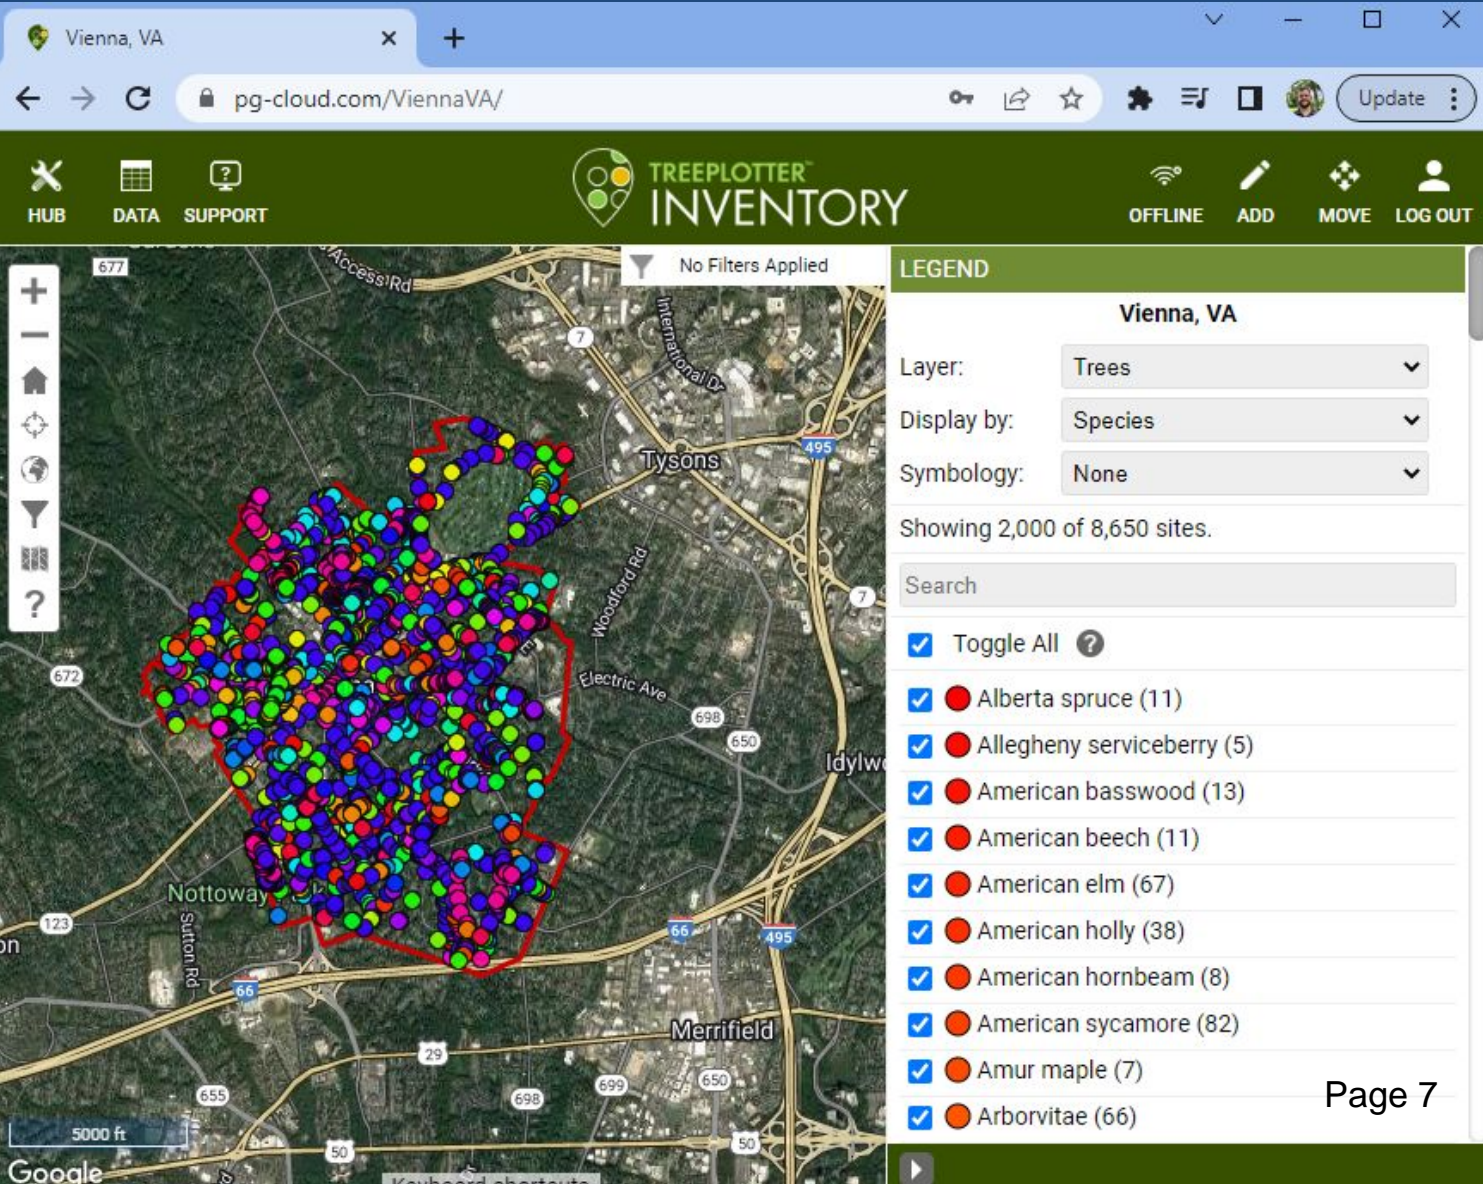 Vienna, VA
pg-cloud.com/ViennaVA/
Update
HUB
DATA
SUPPORT
TREEPLOTTER™
INVENTORY
OFFLINE
ADD
MOVE
LOG OUT
677
Access Rd
No Filters Applied
International Dr
7
495
Tysons
Woodford Rd
7
672
Electric Ave
698
650
Idylw
Nottoway
123
on
Sutton Rd
66
495
66
Merrifield
29
655
698
699
650
50
50
5000 ft
Google
Keyboard shortcuts
LEGEND
Vienna, VA
Layer: Trees
Display by: Species
Symbology: None
Showing 2,000 of 8,650 sites.
Search
Toggle All ?
Alberta spruce (11)
Allegheny serviceberry (5)
American basswood (13)
American beech (11)
American elm (67)
American holly (38)
American hornbeam (8)
American sycamore (82)
Amur maple (7)
Arborvitae (66)
Page 7